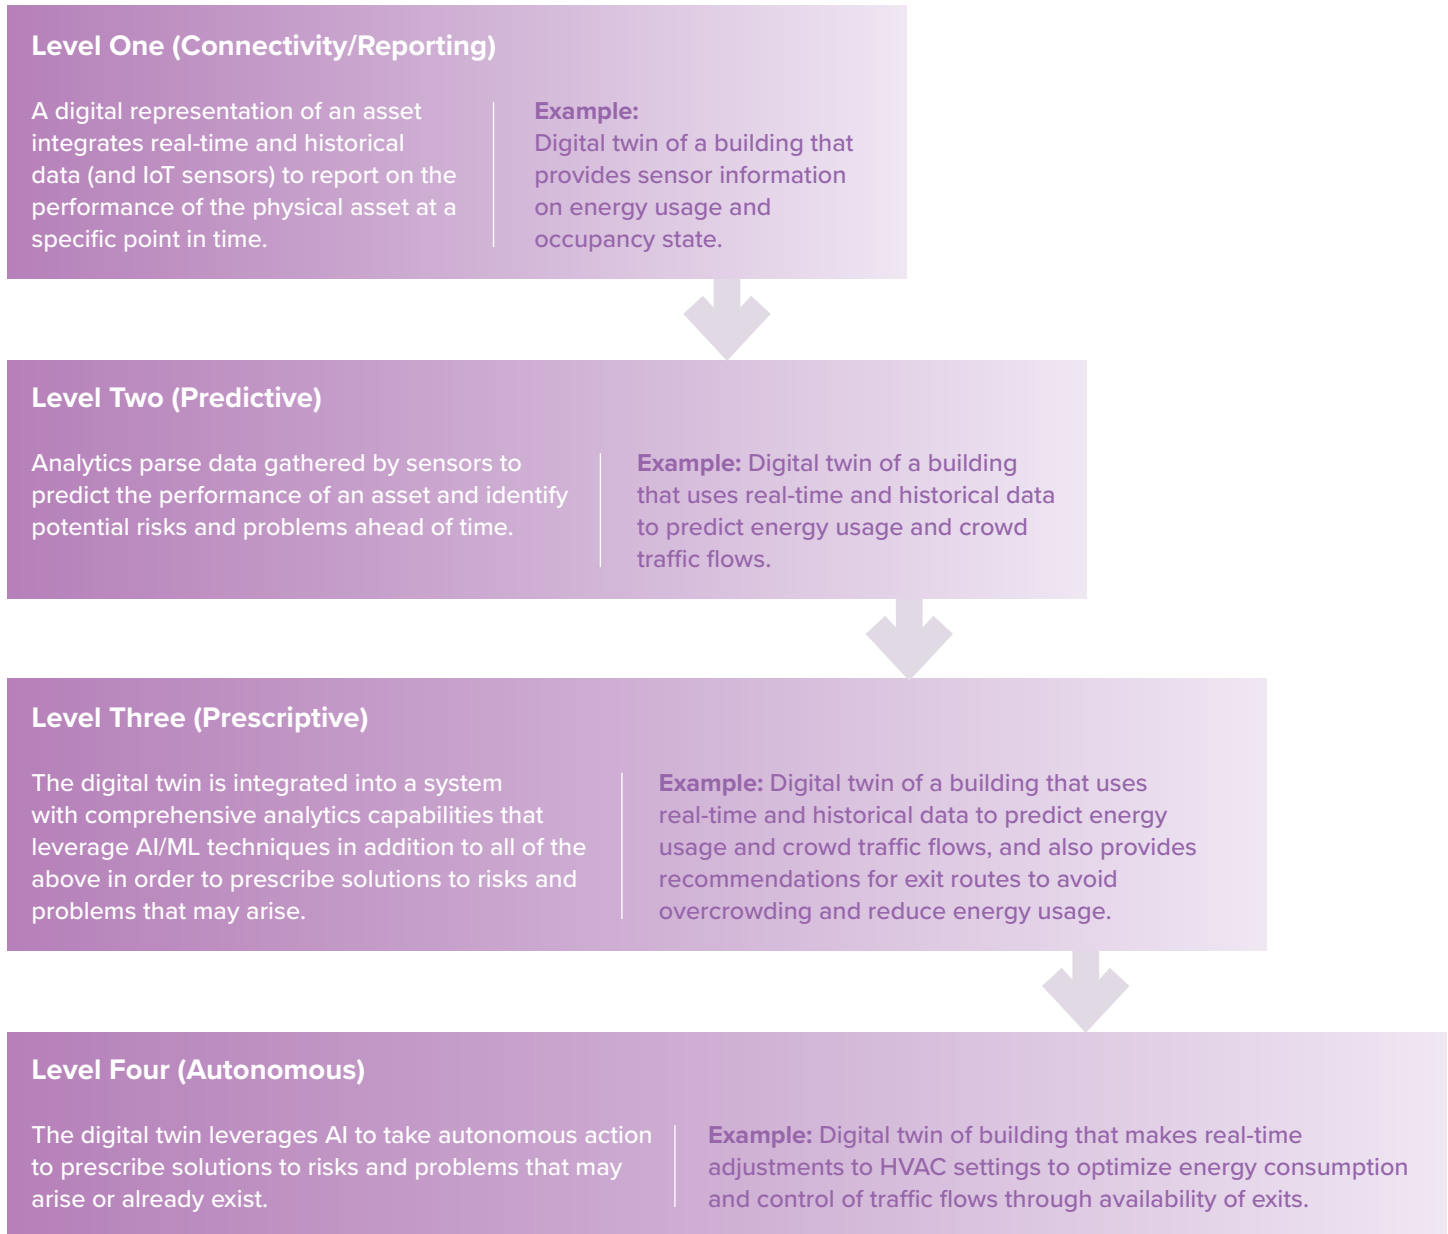 Level One (Connectivity/Reporting)
A digital representation of an asset
integrates real-time and historical
data (and IoT sensors) to report on the
performance of the physical asset at a
specific point in time.
Example:
Digital twin of a building that
provides sensor information
on energy usage and
occupancy state.
Level Two (Predictive)
Analytics parse data gathered by sensors to
predict the performance of an asset and identify
potential risks and problems ahead of time.
Example: Digital twin of a building
that uses real-time and historical data
to predict energy usage and crowd
traffic flows.
Level Three (Prescriptive)
The digital twin is integrated into a system
with comprehensive analytics capabilities that
leverage AI/ML techniques in addition to all of the
above in order to prescribe solutions to risks and
problems that may arise.
Example: Digital twin of a building that uses
real-time and historical data to predict energy
usage and crowd traffic flows, and also provides
recommendations for exit routes to avoid
overcrowding and reduce energy usage.
Level Four (Autonomous)
The digital twin leverages AI to take autonomous action
to prescribe solutions to risks and problems that may
arise or already exist.
Example: Digital twin of building that makes real-time
adjustments to HVAC settings to optimize energy consumption
and control of traffic flows through availability of exits.